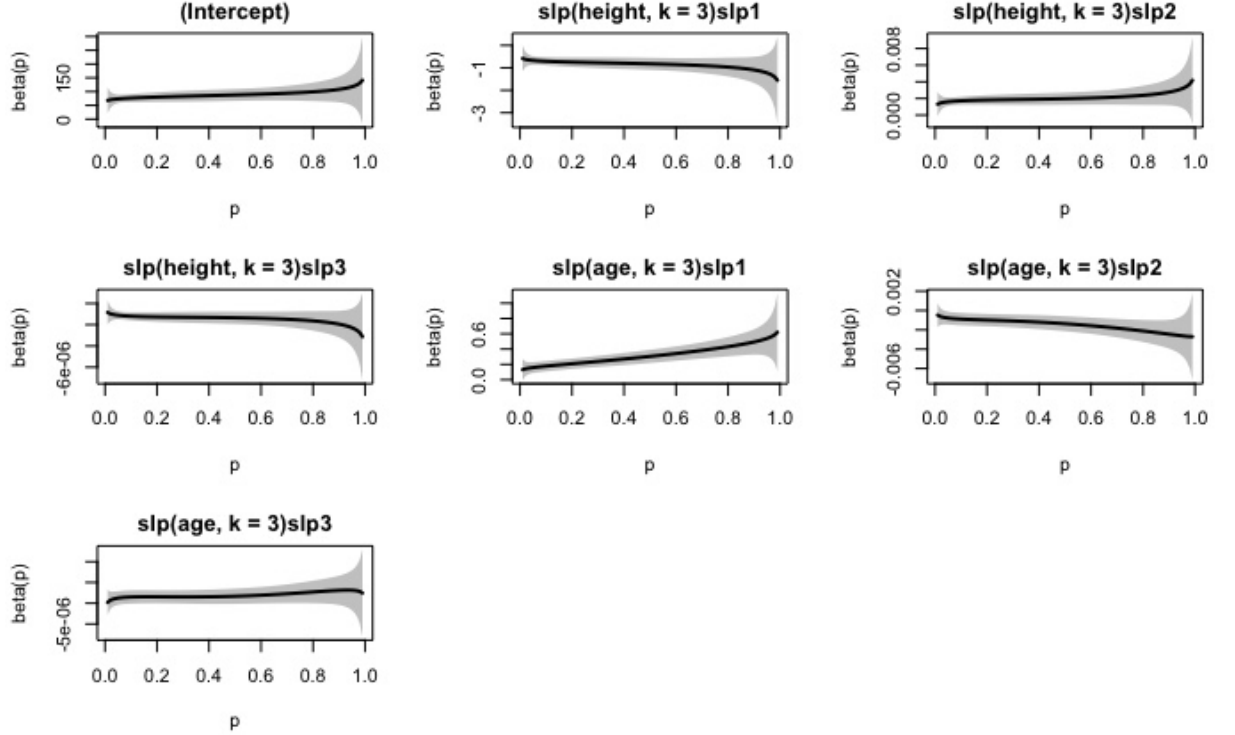 (Intercept)
beta(p)
0 150
0.0 0.2 0.4 0.6 0.8 1.0
p
slp(height, k = 3)slp1
beta(p)
-3 -1
0.0 0.2 0.4 0.6 0.8 1.0
p
slp(height, k = 3)slp2
beta(p)
0.000 0.008
0.0 0.2 0.4 0.6 0.8 1.0
p
slp(height, k = 3)slp3
beta(p)
-6e-06
0.0 0.2 0.4 0.6 0.8 1.0
p
slp(age, k = 3)slp1
beta(p)
0.0 0.6
0.0 0.2 0.4 0.6 0.8 1.0
p
slp(age, k = 3)slp2
beta(p)
-0.006 0.002
0.0 0.2 0.4 0.6 0.8 1.0
p
slp(age, k = 3)slp3
beta(p)
-5e-06
0.0 0.2 0.4 0.6 0.8 1.0
p